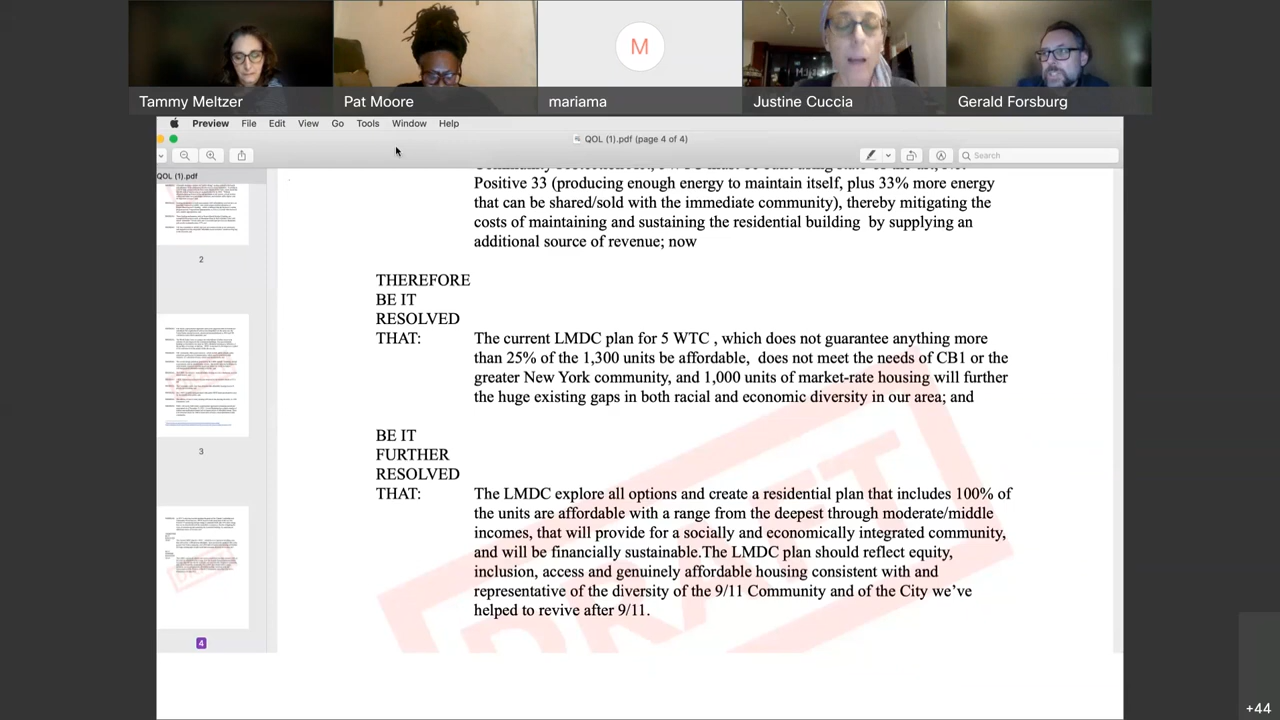 M
Tammy Meltzer
Pat Moore
mariama
Justine Cuccia
Gerald Forsburg
Preview File Edit View Go Tools Window Help
QOL (1).pdf (page 4 of 4)
Search
QOL (1).pdf
2
3
4
Positive 33 (producing enough energy to maintain itself, plus 33% more energy
that can be shared/sold with the immediate community), thereby mitigating the
costs of maintaining and sustaining the residential building by supplying an
additional source of revenue; now
THEREFORE
BE IT
RESOLVED
THAT: The current LMDC plan for 5 WTC , which does not guarantee anything more
than 25% of the 1,300 units be affordable, does not meet the needs of CB1 or the
greater New York community, and 1,000 units of market-rate housing will further
the huge existing gaps in both racial and economic diversity in our area; and
BE IT
FURTHER
RESOLVED
THAT: The LMDC explore all options and create a residential plan that includes 100% of
the units are affordable with a range from the deepest through moderate/middle
incomes, that will provide for a socially and economically integrated community,
and will be financially sustainable.The LMDC plan should reflect equity,
inclusion, access and genuinely affordable housing consistent with and
representative of the diversity of the 9/11 Community and of the City we’ve
helped to revive after 9/11.
DRAFT
+44